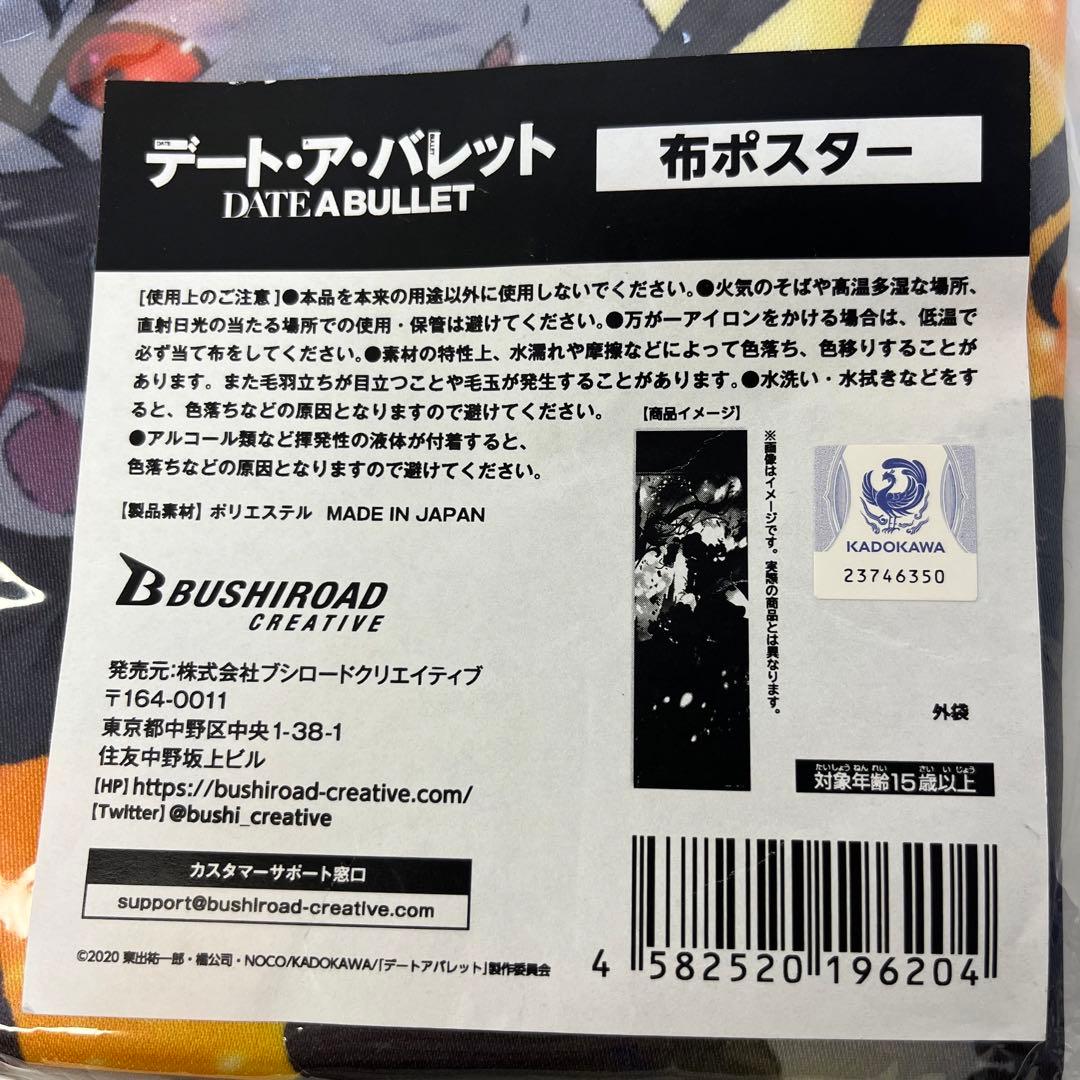 デート・ア・バレット
DATE A BULLET
布ポスター
[使用上のご注意]●本品を本来の用途以外に使用しないでください。●火気のそばや高温多湿な場所、
直射日光の当たる場所での使用・保管は避けてください。●万が一アイロンをかける場合は、低温で
必ず当て布をしてください。●素材の特性上、水濡れや摩擦などによって色落ち、色移りすることが
あります。また毛羽立ちが目立つことや毛玉が発生することがあります。●水洗い・水拭きなどをす
ると、色落ちなどの原因となりますので避けてください。
●アルコール類など揮発性の液体が付着すると、
色落ちなどの原因となりますので避けてください。
【製品素材】ポリエステル MADE IN JAPAN
【商品イメージ】
※画像はイメージです。実際の商品とは異なります。
KADOKAWA
23746350
BUSHIROAD
CREATIVE
発売元:株式会社ブシロードクリエイティブ
〒164-0011
東京都中野区中央1-38-1
住友中野坂上ビル
【HP】https://bushiroad-creative.com/
【Twitter】@bushi_creative
カスタマーサポート窓口
support@bushiroad-creative.com
外袋
たいしょうねんれい さいいじょう
対象年齢15歳以上
©2020 東出祐一郎・橘公司・NOCO/KADOKAWA/「デートアバレット」製作委員会
4 582520 196204